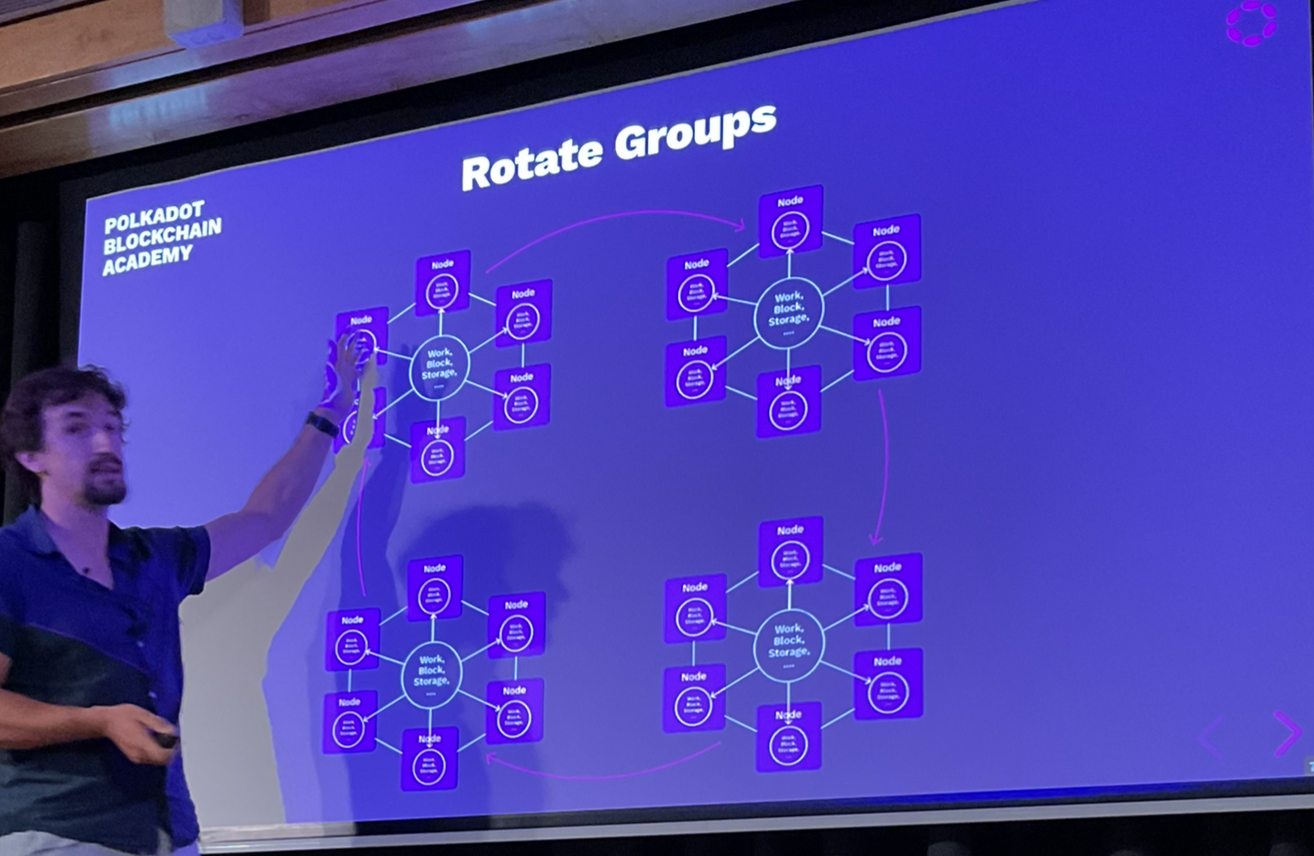 Rotate Groups
POLKADOT
BLOCKCHAIN
ACADEMY
Node
Work,
Block,
Storage,
....
Node
Node
Node
Node
Work,
Block,
Storage,
....
Node
Node
Node
Node
Node
Node
Node
Work,
Block,
Storage,
....
Node
Node
Node
Node
Node
Node
Work,
Block,
Storage,
....
Node
Node
Node
Node
Node